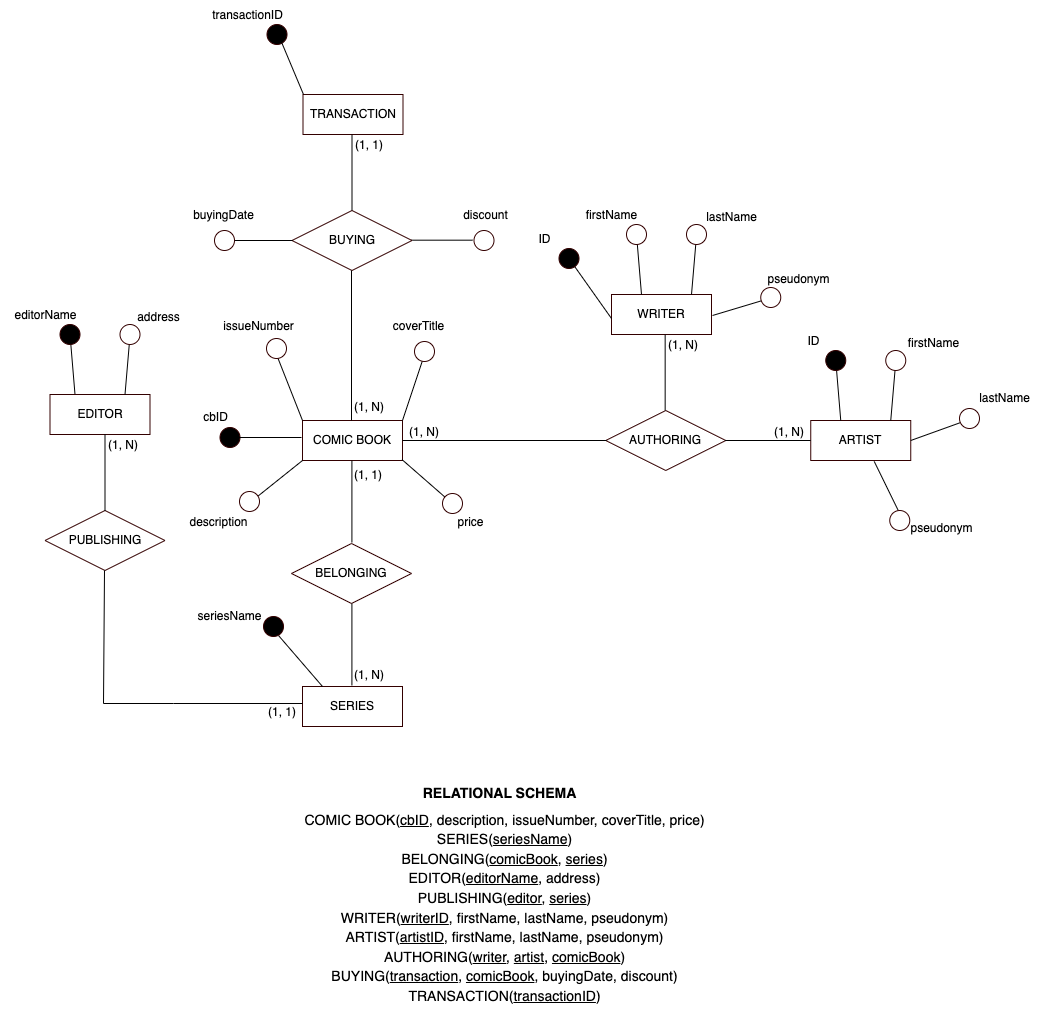 transactionID
TRANSACTION
(1, 1)
buyingDate
discount
BUYING
firstName
lastName
ID
pseudonym
WRITER
(1, N)
editorName
address
issueNumber
coverTitle
ID
firstName
lastName
EDITOR
(1, N)
cbID
(1, N)
COMIC BOOK
(1, N)
AUTHORING
(1, N)
ARTIST
(1, 1)
description
price
pseudonym
PUBLISHING
BELONGING
seriesName
(1, N)
SERIES
(1, 1)
RELATIONAL SCHEMA
COMIC BOOK(cbID, description, issueNumber, coverTitle, price)
SERIES(seriesName)
BELONGING(comicBook, series)
EDITOR(editorName, address)
PUBLISHING(editor, series)
WRITER(writerID, firstName, lastName, pseudonym)
ARTIST(artistID, firstName, lastName, pseudonym)
AUTHORING(writer, artist, comicBook)
BUYING(transaction, comicBook, buyingDate, discount)
TRANSACTION(transactionID)